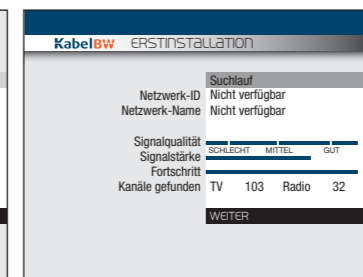 KabelBW ERSTINSTALLATION
Suchlauf
Netzwerk-ID Nicht verfügbar
Netzwerk-Name Nicht verfügbar
Signalqualität
SCHLECHT MITTEL GUT
Signalstärke
Fortschritt
Kanäle gefunden TV 103 Radio 32
WEITER